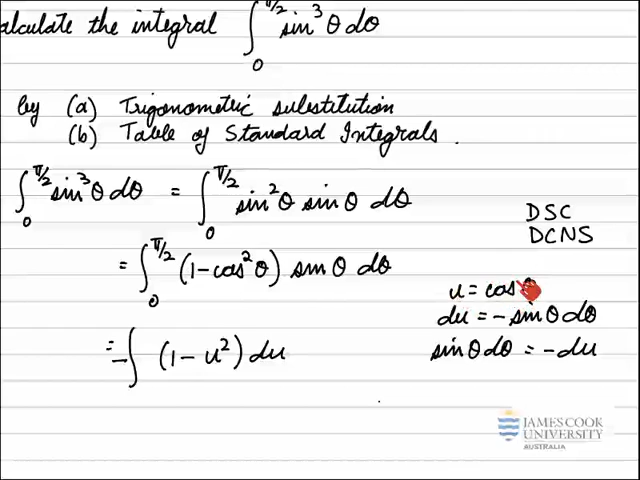 alculate the integral ∫₀^π/2 sin³θ dθ
by (a) Trigonometric substitution
(b) Table of Standard Integrals.
∫₀^π/2 sin³θ dθ = ∫₀^π/2 sin²θ sinθ dθ
DSC
DCNS
= ∫₀^π/2 (1-cos²θ) sinθ dθ
u = cos
du = - sinθ dθ
= -∫ (1-u²) du
sinθ dθ = -du
JAMES COOK
UNIVERSITY
AUSTRALIA